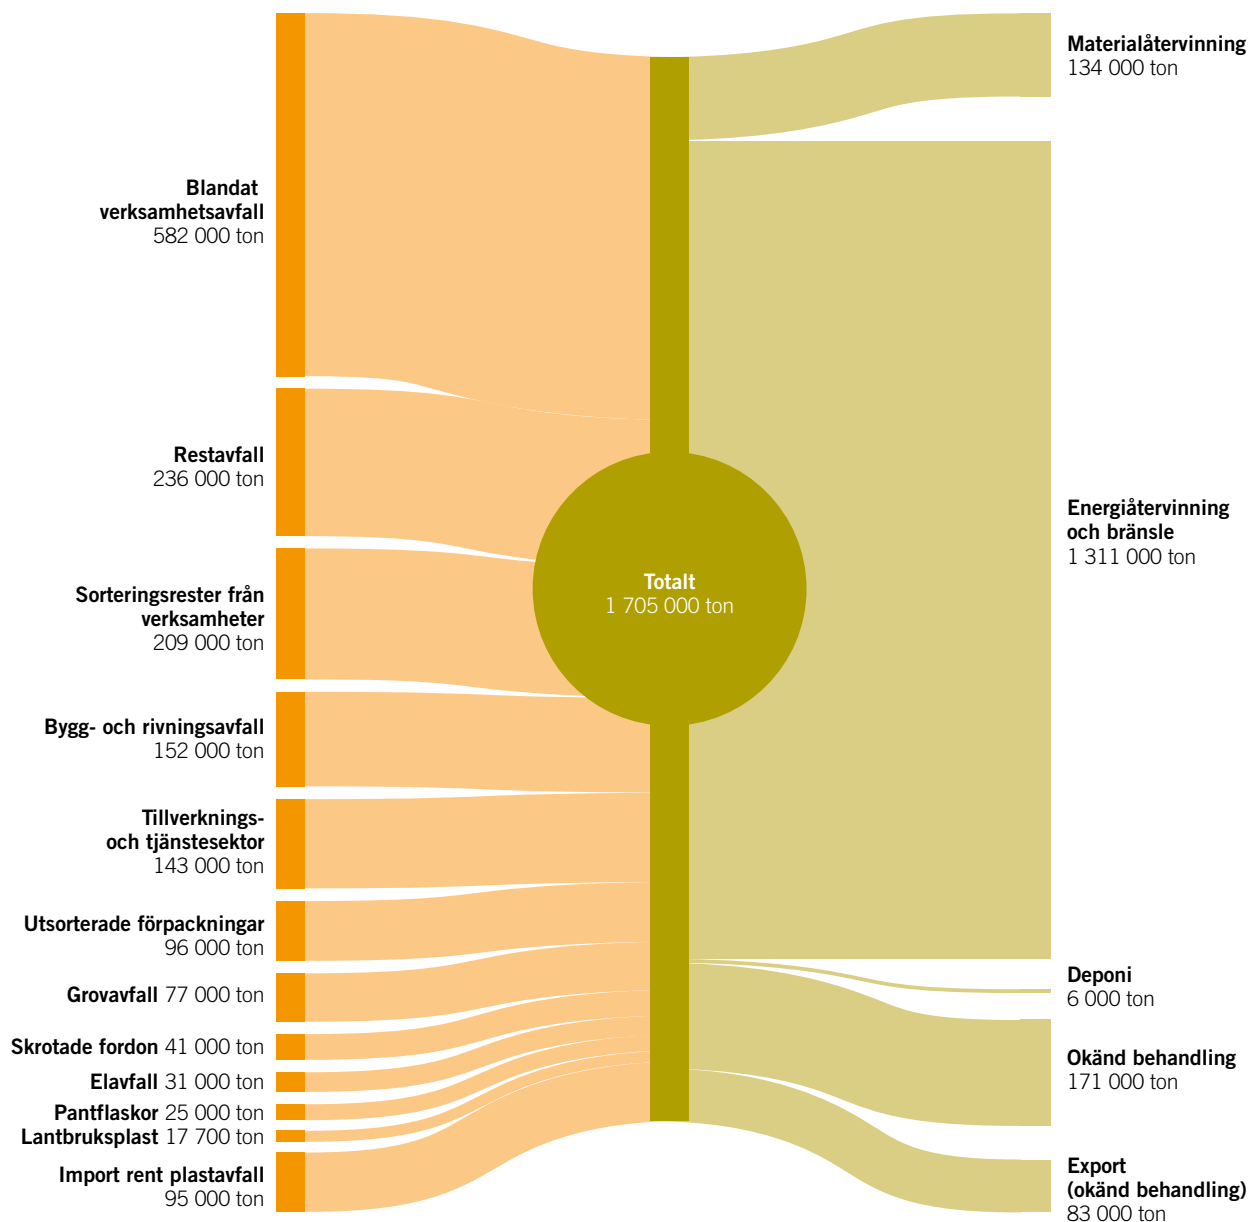 Blandat
verksamhetsavfall
582 000 ton
Restavfall
236 000 ton
Sorteringsrester från
verksamheter
209 000 ton
Bygg- och rivningsavfall
152 000 ton
Tillverknings-
och tjänstesektor
143 000 ton
Utsorterade förpackningar
96 000 ton
Grovavfall 77 000 ton
Skrotade fordon 41 000 ton
Elavfall 31 000 ton
Pantflaskor 25 000 ton
Lantbruksplast 17 700 ton
Import rent plastavfall
95 000 ton
Totalt
1 705 000 ton
Materialåtervinning
134 000 ton
Energiåtervinning
och bränsle
1 311 000 ton
Deponi
6 000 ton
Okänd behandling
171 000 ton
Export
(okänd behandling)
83 000 ton